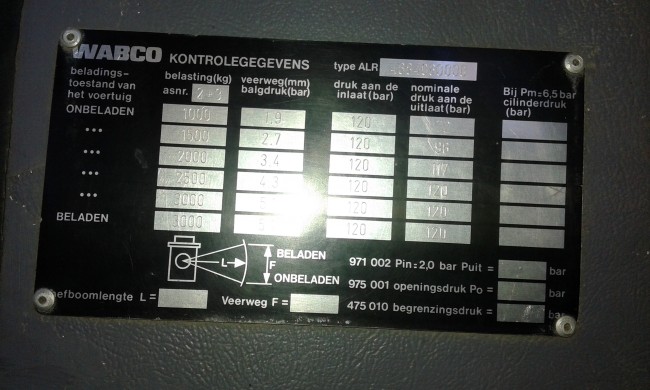 WABCO KONTROLEGEGEVENS type ALR
beladings-
toestand van
het voertuig
belasting(kg)
asnr. 2+3
veerweg(mm)
balgdruk(bar)
druk aan de
inlaat(bar)
nominale
druk aan de
uitlaat(bar)
Bij Pm=6,5 bar
cilinderdruk
(bar)
ONBELADEN 1000 1.9 120
••• 1500 2.7 120
••• 2000 3.4 120
••• 2500 4.3 120 120
••• 3000 120 120
BELADEN 120 120
L F BELADEN
ONBELADEN
971 002 Pin=2,0 bar Puit = bar
975 001 openingsdruk Po = bar
475 010 begrenzingsdruk = bar
hefboomlengte L = Veerweg F =